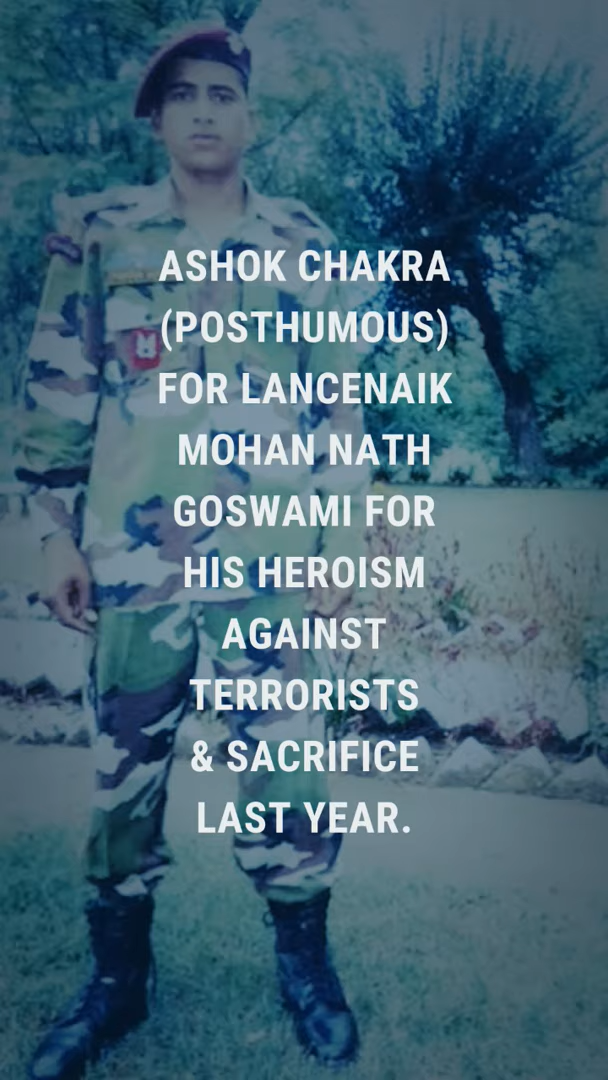 ASHOK CHAKRA
(POSTHUMOUS)
FOR LANCENAIK
MOHAN NATH
GOSWAMI FOR
HIS HEROISM
AGAINST
TERRORISTS
& SACRIFICE
LAST YEAR.